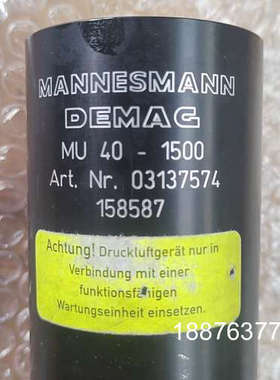 MANNESMANN
DEMAG
MU 40 - 1500
Art. Nr. 03137574
158587
Achtung! Druckluftgerät nur in
Verbindung mit einer
funktionsfähigen
Wartungseinheit einsetzen.
18876377